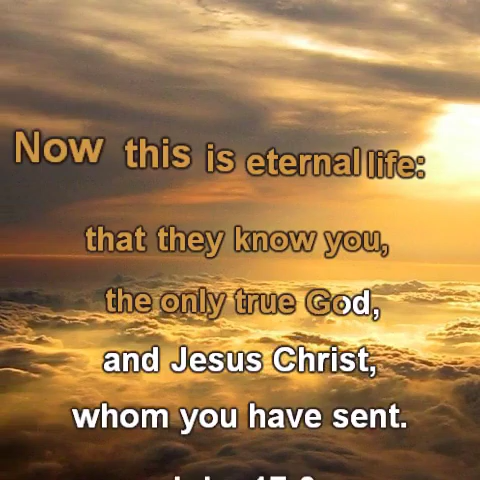 Now this is eternal life:
that they know you,
the only true God,
and Jesus Christ,
whom you have sent.